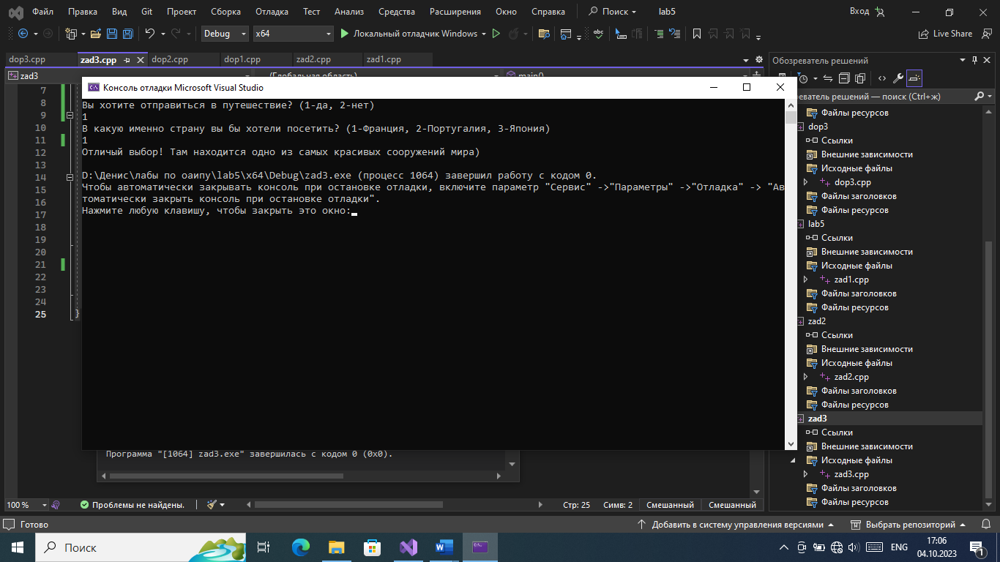 Файл Правка Вид Git Проект Сборка Отладка Тест Анализ Средства Расширения Окно Справка Поиск lab5 Вход
Debug x64 Локальный отладчик Windows Live Share
dop3.cpp zad3.cpp dop2.cpp dop1.cpp zad2.cpp zad1.cpp
Обозреватель решений
zad3 (Глобальная область) main()
Консоль отладки Microsoft Visual Studio
Вы хотите отправиться в путешествие? (1-да, 2-нет)
1
В какую именно страну вы бы хотели посетить? (1-Франция, 2-Португалия, 3-Япония)
1
Отличый выбор! Там находится одно из самых красивых сооружений мира)
D:\Денис\лабы по оаипу\lab5\x64\Debug\zad3.exe (процесс 1064) завершил работу с кодом 0.
Чтобы автоматически закрывать консоль при остановке отладки, включите параметр "Сервис" ->"Параметры" ->"Отладка" -> "Ав
томатически закрыть консоль при остановке отладки".
Нажмите любую клавишу, чтобы закрыть это окно:
7
8
9
10
11
12
13
14
15
16
17
18
19
20
21
22
23
24
25 }
Программа "[1064] zad3.exe" завершилась с кодом 0 (0x0).
решений — поиск (Ctrl+ж)
Файлы ресурсов
dop3
Ссылки
Внешние зависимости
Исходные файлы
dop3.cpp
Файлы заголовков
Файлы ресурсов
lab5
Ссылки
Внешние зависимости
Исходные файлы
zad1.cpp
Файлы заголовков
Файлы ресурсов
zad2
Ссылки
Внешние зависимости
Исходные файлы
zad2.cpp
Файлы заголовков
Файлы ресурсов
zad3
Ссылки
Внешние зависимости
Исходные файлы
zad3.cpp
Файлы заголовков
Файлы ресурсов
100 % Проблемы не найдены. Стр: 25 Симв: 2 Смешанный Смешанный
Готово Добавить в систему управления версиями Выбрать репозиторий
Поиск ENG 17:06
04.10.2023 1